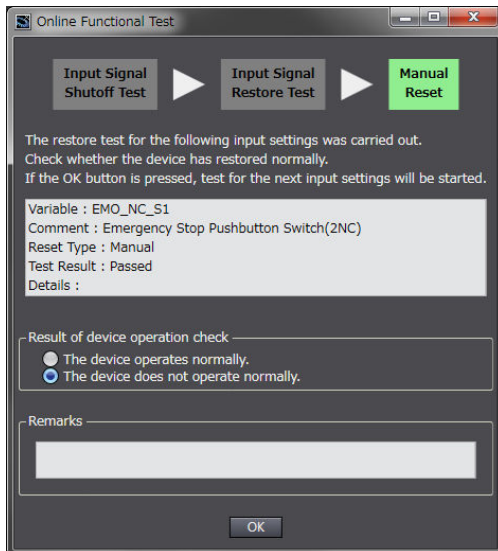 Online Functional Test
Input Signal
Shutoff Test
Input Signal
Restore Test
Manual
Reset
The restore test for the following input settings was carried out.
Check whether the device has restored normally.
If the OK button is pressed, test for the next input settings will be started.
Variable : EMO_NC_S1
Comment : Emergency Stop Pushbutton Switch(2NC)
Reset Type : Manual
Test Result : Passed
Details :
Result of device operation check
The device operates normally.
The device does not operate normally.
Remarks
OK